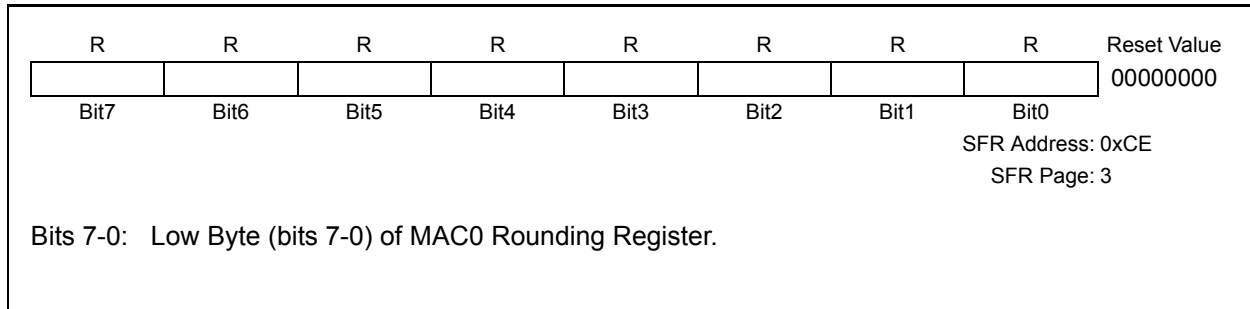 R R R R R R R R Reset Value
00000000
Bit7 Bit6 Bit5 Bit4 Bit3 Bit2 Bit1 Bit0
SFR Address: 0xCE
SFR Page: 3
Bits 7-0: Low Byte (bits 7-0) of MAC0 Rounding Register.